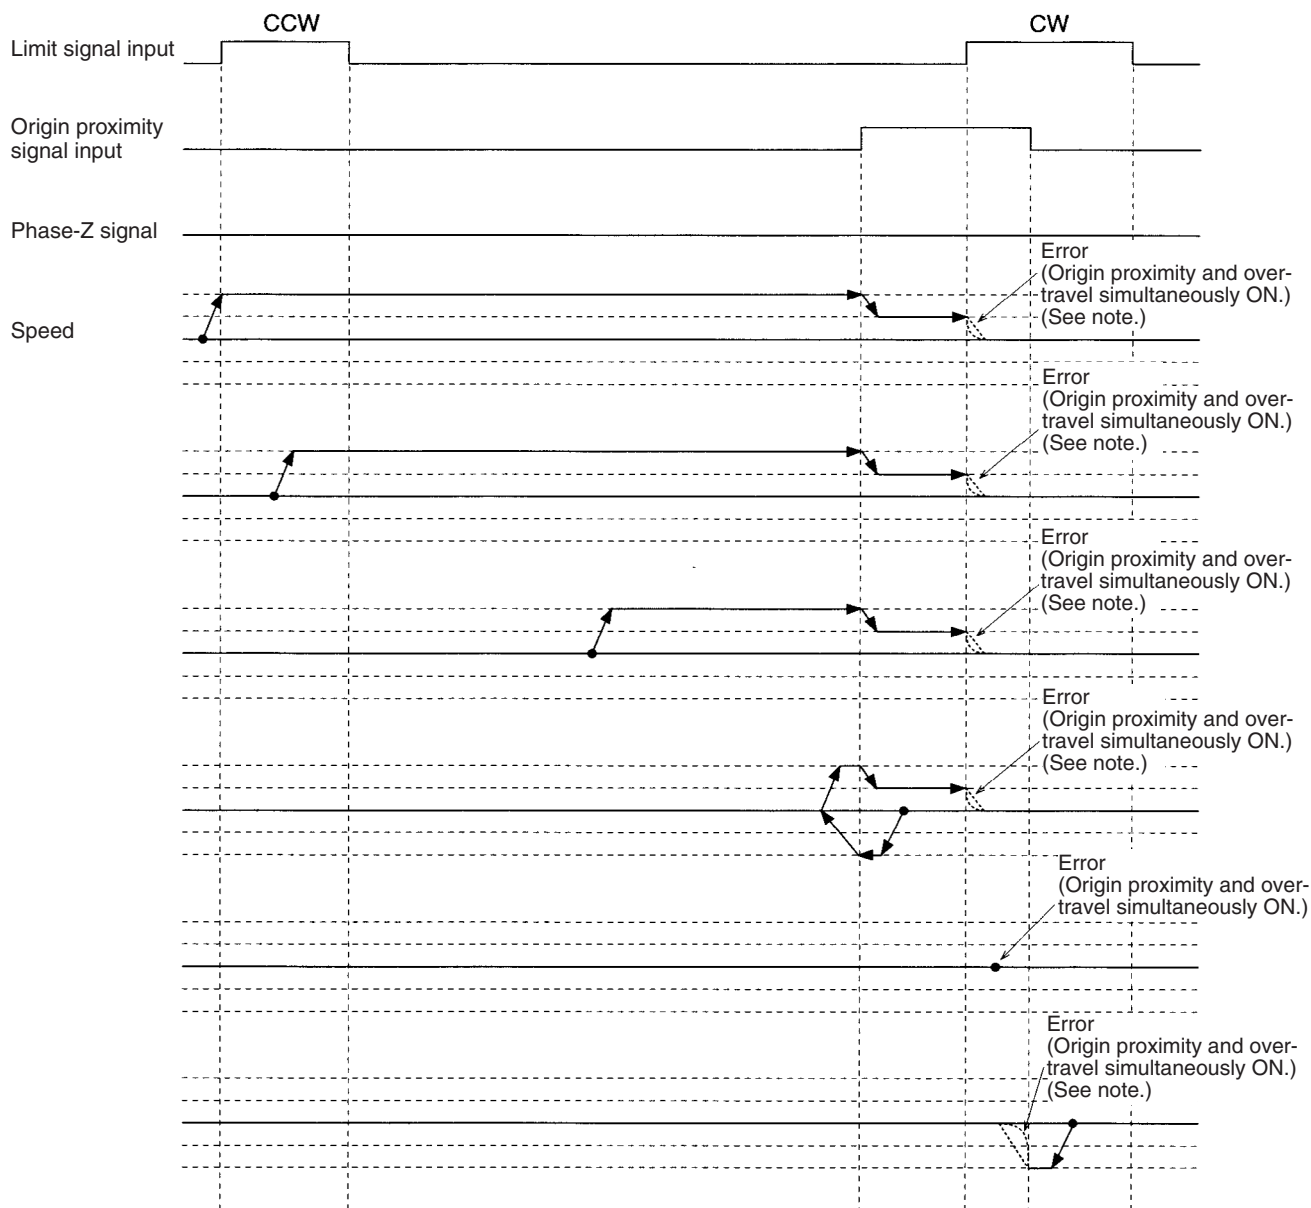 CCW
CW
Limit signal input
Origin proximity
signal input
Phase-Z signal
Error
(Origin proximity and over-
travel simultaneously ON.)
(See note.)
Speed
Error
(Origin proximity and over-
travel simultaneously ON.)
(See note.)
Error
(Origin proximity and over-
travel simultaneously ON.)
(See note.)
Error
(Origin proximity and over-
travel simultaneously ON.)
(See note.)
Error
(Origin proximity and over-
travel simultaneously ON.)
Error
(Origin proximity and over-
travel simultaneously ON.)
(See note.)